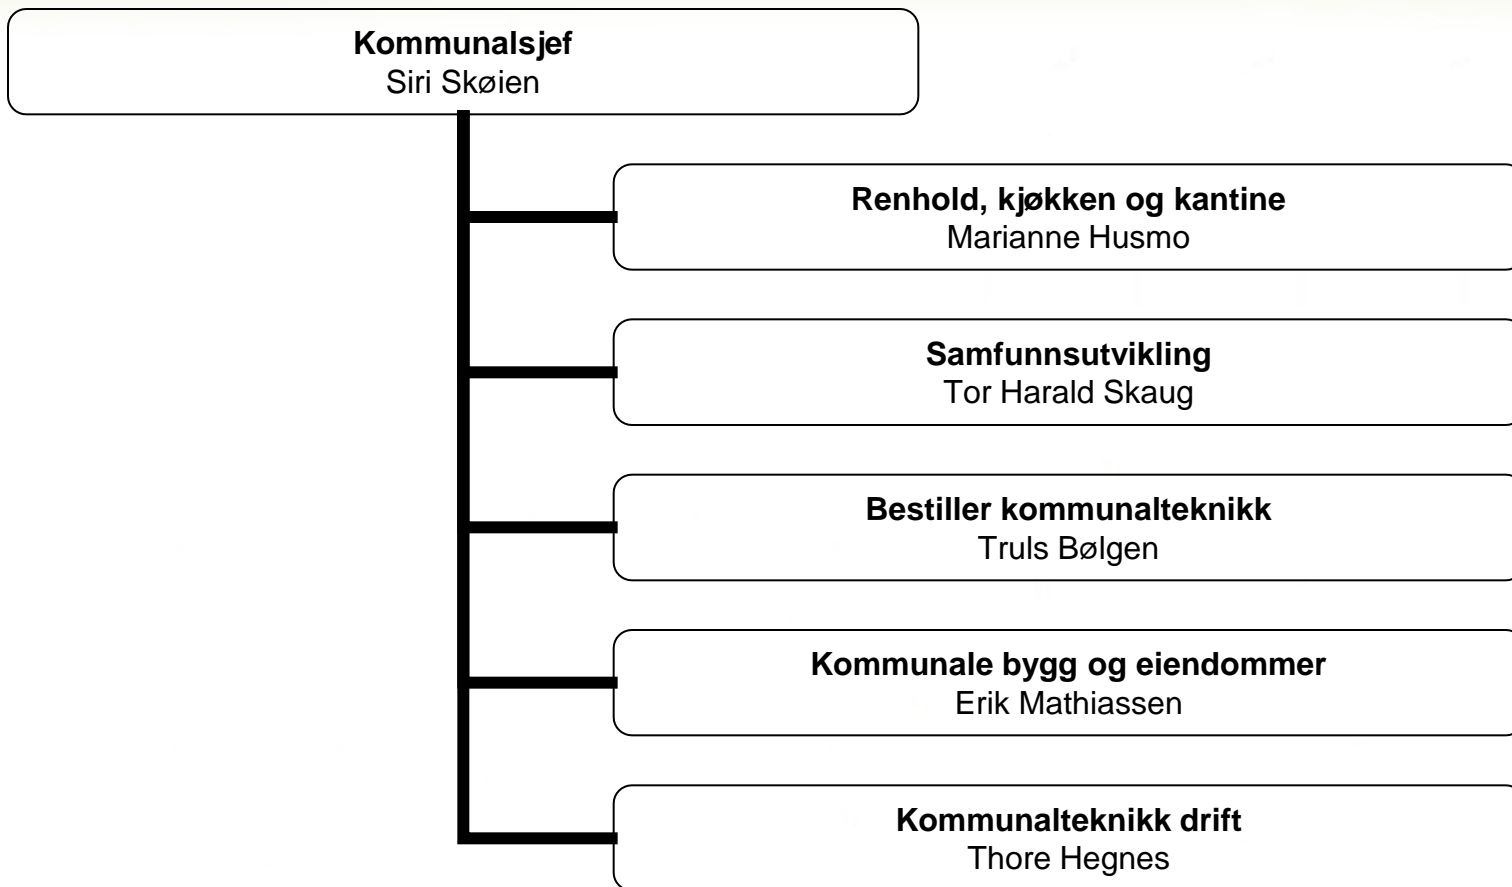 Kommunalsjef
Siri Skøien
Renhold, kjøkken og kantine
Marianne Husmo
Samfunnsutvikling
Tor Harald Skaug
Bestiller kommunalteknikk
Truls Bølgen
Kommunale bygg og eiendommer
Erik Mathiassen
Kommunalteknikk drift
Thore Hegnes